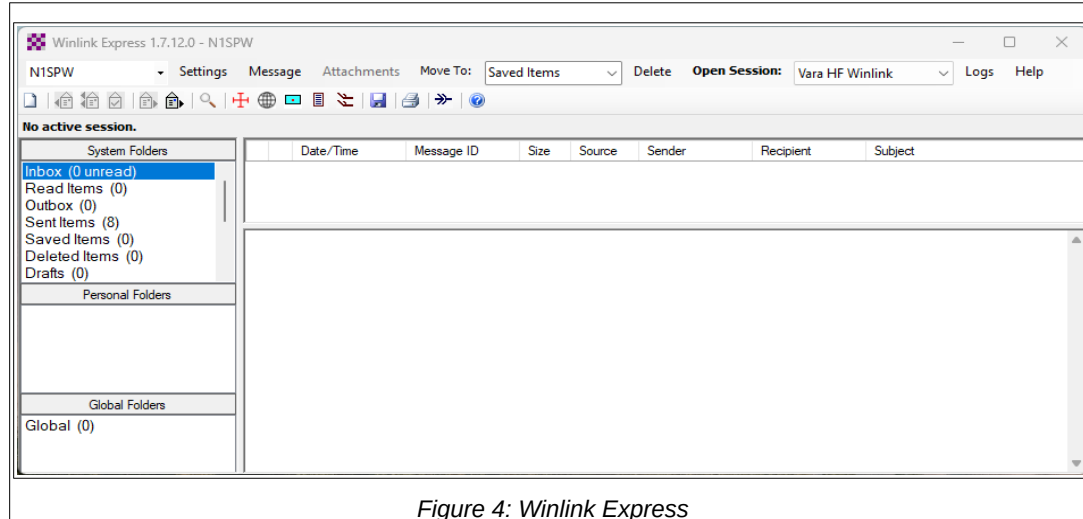 Winlink Express 1.7.12.0 - N1SPW
N1SPW Settings Message Attachments Move To: Saved Items Delete Open Session: Vara HF Winlink Logs Help
No active session.
System Folders
Date/Time Message ID Size Source Sender Recipient Subject
Inbox (0 unread)
Read Items (0)
Outbox (0)
Sent Items (8)
Saved Items (0)
Deleted Items (0)
Drafts (0)
Personal Folders
Global Folders
Global (0)
Figure 4: Winlink Express